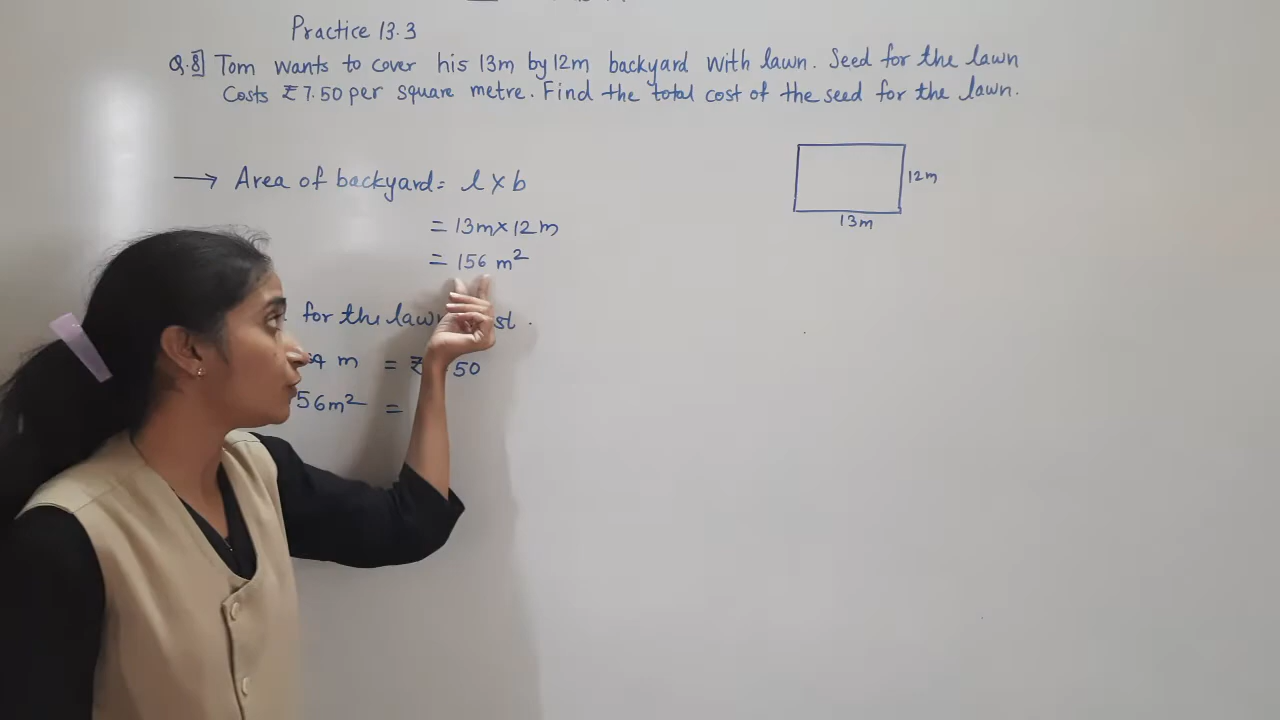 Practice 13.3
Q.8] Tom wants to cover his 13m by 12m backyard with lawn. Seed for the lawn
Costs ₹7.50 per square metre. Find the total cost of the seed for the lawn.
→ Area of backyard = l × b
= 13m × 12m
= 156 m²
12m
13m
for the lawn
m = ₹ 50
56m² =